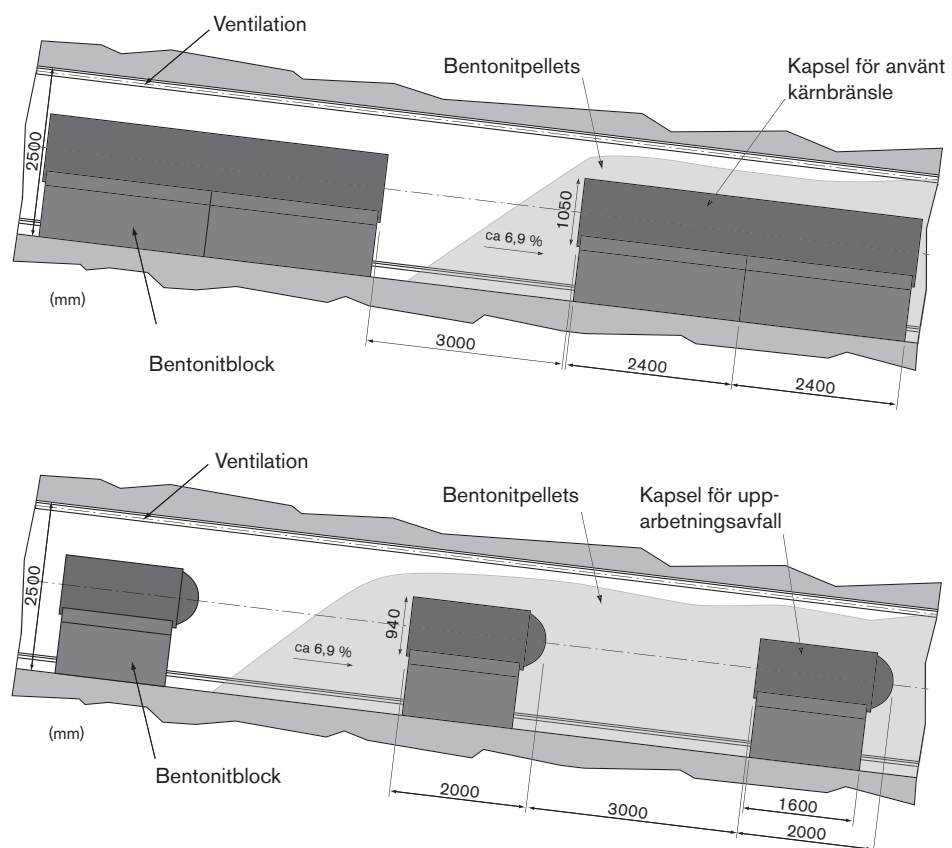 Ventilation
Bentonitpellets
Kapsel för använt
kärnbränsle
2500
1050
ca 6,9 %
(mm)
Bentonitblock
3000
2400
2400
Ventilation
Bentonitpellets
Kapsel för upp-
arbetningsavfall
2500
940
ca 6,9 %
(mm)
Bentonitblock
2000
3000
1600
2000